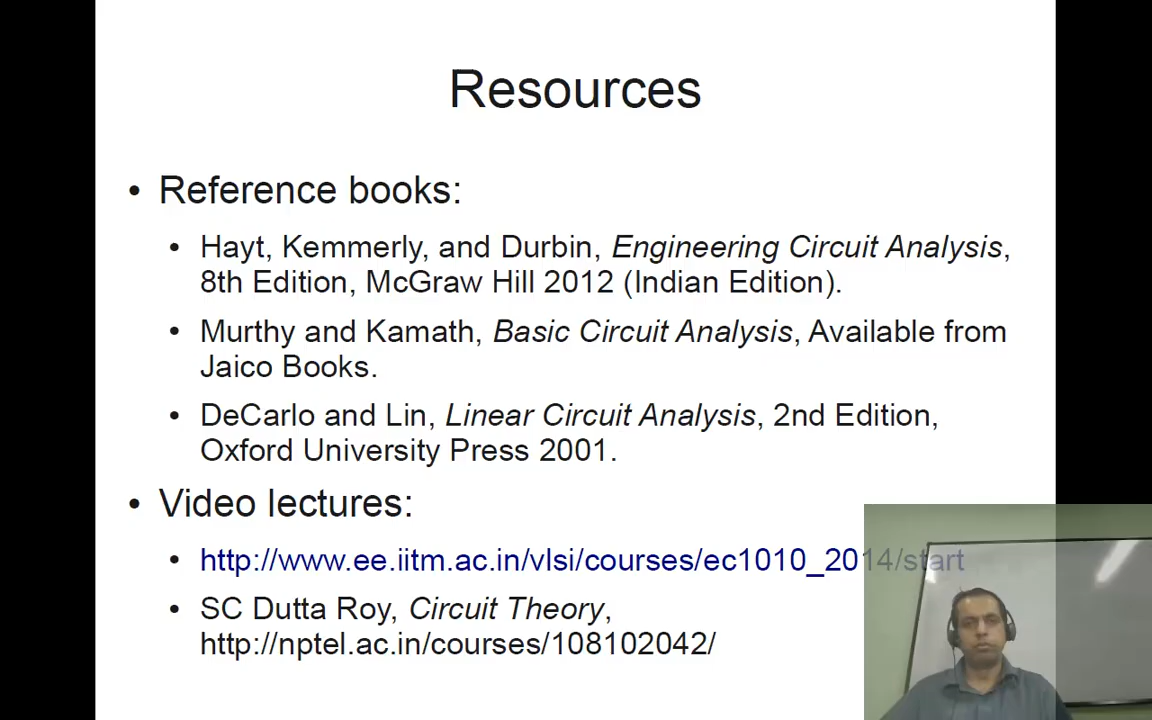 Resources
• Reference books:
• Hayt, Kemmerly, and Durbin, Engineering Circuit Analysis,
8th Edition, McGraw Hill 2012 (Indian Edition).
• Murthy and Kamath, Basic Circuit Analysis, Available from
Jaico Books.
• DeCarlo and Lin, Linear Circuit Analysis, 2nd Edition,
Oxford University Press 2001.
• Video lectures:
• http://www.ee.iitm.ac.in/vlsi/courses/ec1010_2014/start
• SC Dutta Roy, Circuit Theory,
http://nptel.ac.in/courses/108102042/